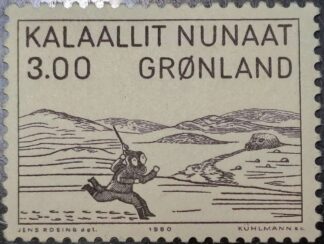 KALAALLIT NUNAAT
3.00 GRØNLAND
JENS ROSING del. 1980 KÜHLMANN sc.